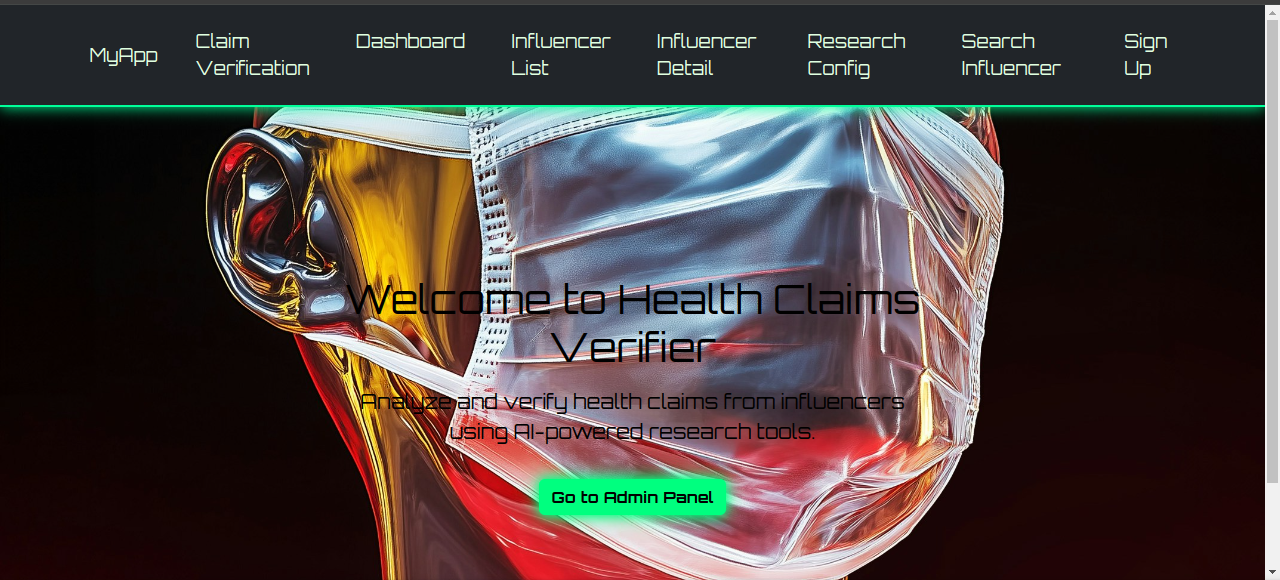 MyApp
Claim
Verification
Dashboard
Influencer
List
Influencer
Detail
Research
Config
Search
Influencer
Sign
Up
Welcome to Health Claims
Verifier
Analyze and verify health claims from influencers
using AI-powered research tools.
Go to Admin Panel